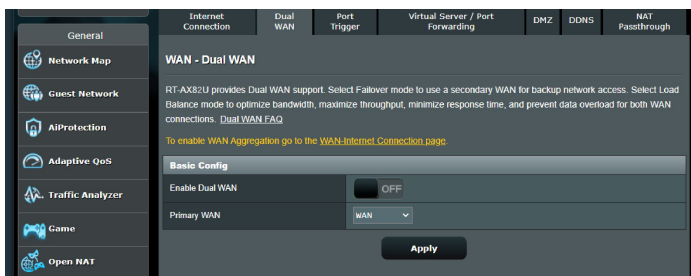 Internet Connection
Dual WAN
Port Trigger
Virtual Server / Port Forwarding
DMZ
DDNS
NAT Passthrough
General
Network Map
Guest Network
AiProtection
Adaptive QoS
Traffic Analyzer
Game
Open NAT
WAN - Dual WAN
RT-AX82U provides Dual WAN support. Select Failover mode to use a secondary WAN for backup network access. Select Load
Balance mode to optimize bandwidth, maximize throughput, minimize response time, and prevent data overload for both WAN
connections. Dual WAN FAQ
To enable WAN Aggregation go to the WAN-Internet Connection page.
Basic Config
Enable Dual WAN
OFF
Primary WAN
WAN
Apply